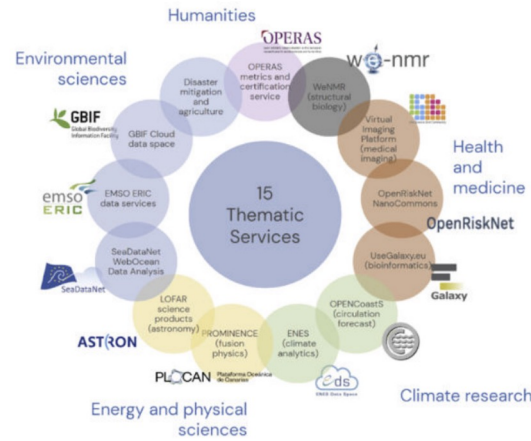 Humanities
OPERAS
we-nmr
Environmental
sciences
Disaster
mitigation
and
agriculture
OPERAS
metrics and
certification
service
WeNMR
(structural
biology)
GBIF
Global Biodiversity
Information Facility
GBIF Cloud
data space
Virtual
Imaging
Platform
(medical
imaging)
Health
and
medicine
emso
ERIC
EMSO ERIC
data services
15
Thematic
Services
OpenRiskNet
NanoCommons
OpenRiskNet
SeaDataNet
WebOcean
Data Analysis
SeaDataNet
UseGalaxy.eu
(bioinformatics)
Galaxy
LOFAR
science
products
(astronomy)
PROMINENCE
(fusion
physics)
ENES
(climate
analytics)
OPENCoastS
(circulation
forecast)
ASTRON
PLOCAN
Plataforma Oceánica
de Canarias
eds
ENES Data Space
Climate research
Energy and physical
sciences